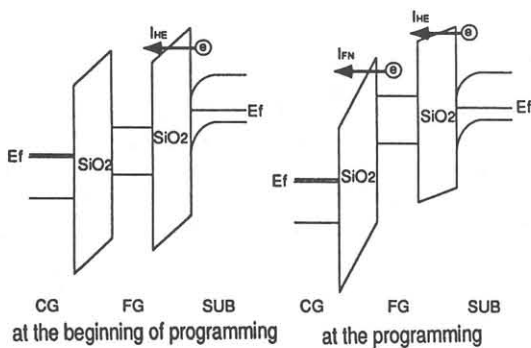 IHE
e
Ef
SiO2
SiO2
Ef
CG FG SUB
at the beginning of programming
IHE
e
IFN
e
SiO2
Ef
Ef
SiO2
CG FG SUB
at the programming